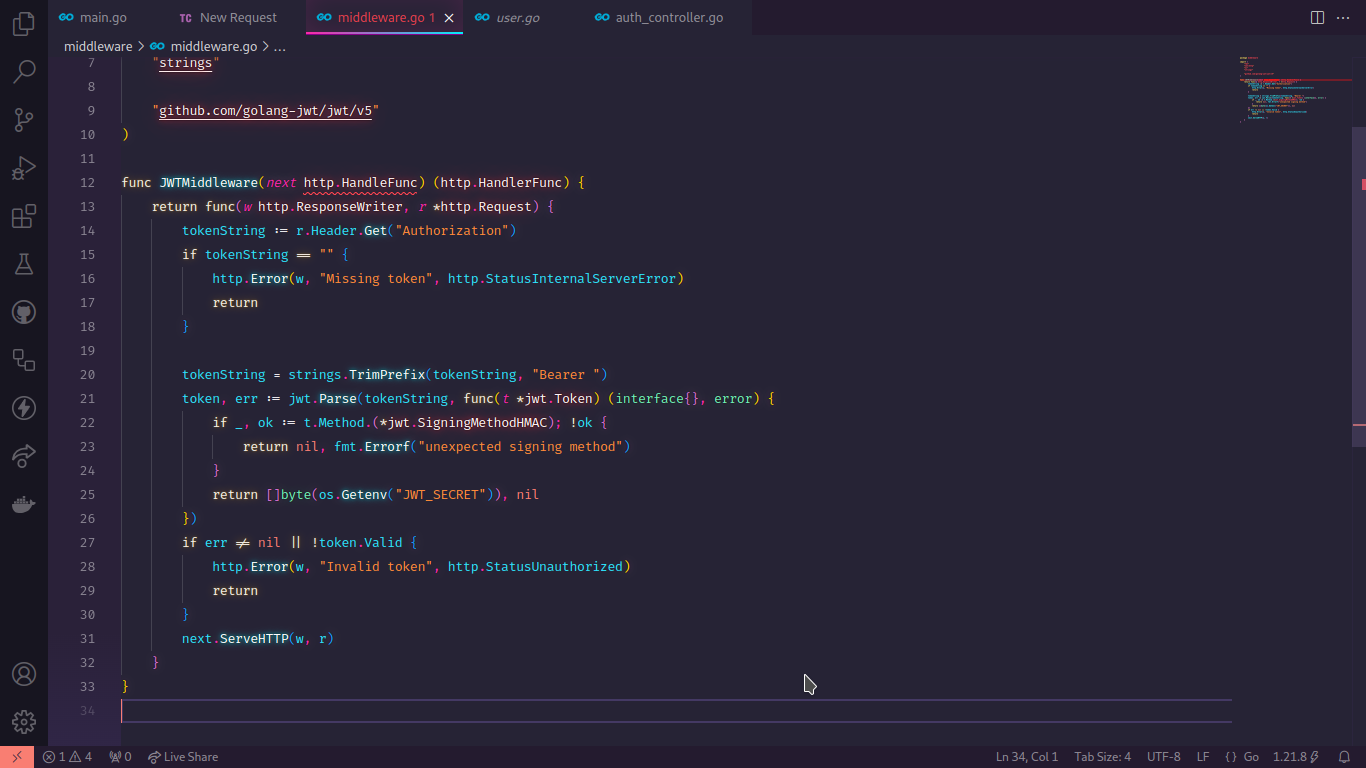 main.go
New Request
middleware.go 1
user.go
auth_controller.go
middleware > middleware.go > ...
7 "strings"
8
9 "github.com/golang-jwt/jwt/v5"
10 )
11
12 func JWTMiddleware(next http.HandleFunc) (http.HandlerFunc) {
13 return func(w http.ResponseWriter, r *http.Request) {
14 tokenString := r.Header.Get("Authorization")
15 if tokenString == "" {
16 http.Error(w, "Missing token", http.StatusInternalServerError)
17 return
18 }
19
20 tokenString = strings.TrimPrefix(tokenString, "Bearer ")
21 token, err := jwt.Parse(tokenString, func(t *jwt.Token) (interface{}, error) {
22 if _, ok := t.Method.(*jwt.SigningMethodHMAC); !ok {
23 return nil, fmt.Errorf("unexpected signing method")
24 }
25 return []byte(os.Getenv("JWT_SECRET")), nil
26 })
27 if err != nil || !token.Valid {
28 http.Error(w, "Invalid token", http.StatusUnauthorized)
29 return
30 }
31 next.ServeHTTP(w, r)
32 }
33 }
34
1 4 0 Live Share Ln 34, Col 1 Tab Size: 4 UTF-8 LF {} Go 1.21.8